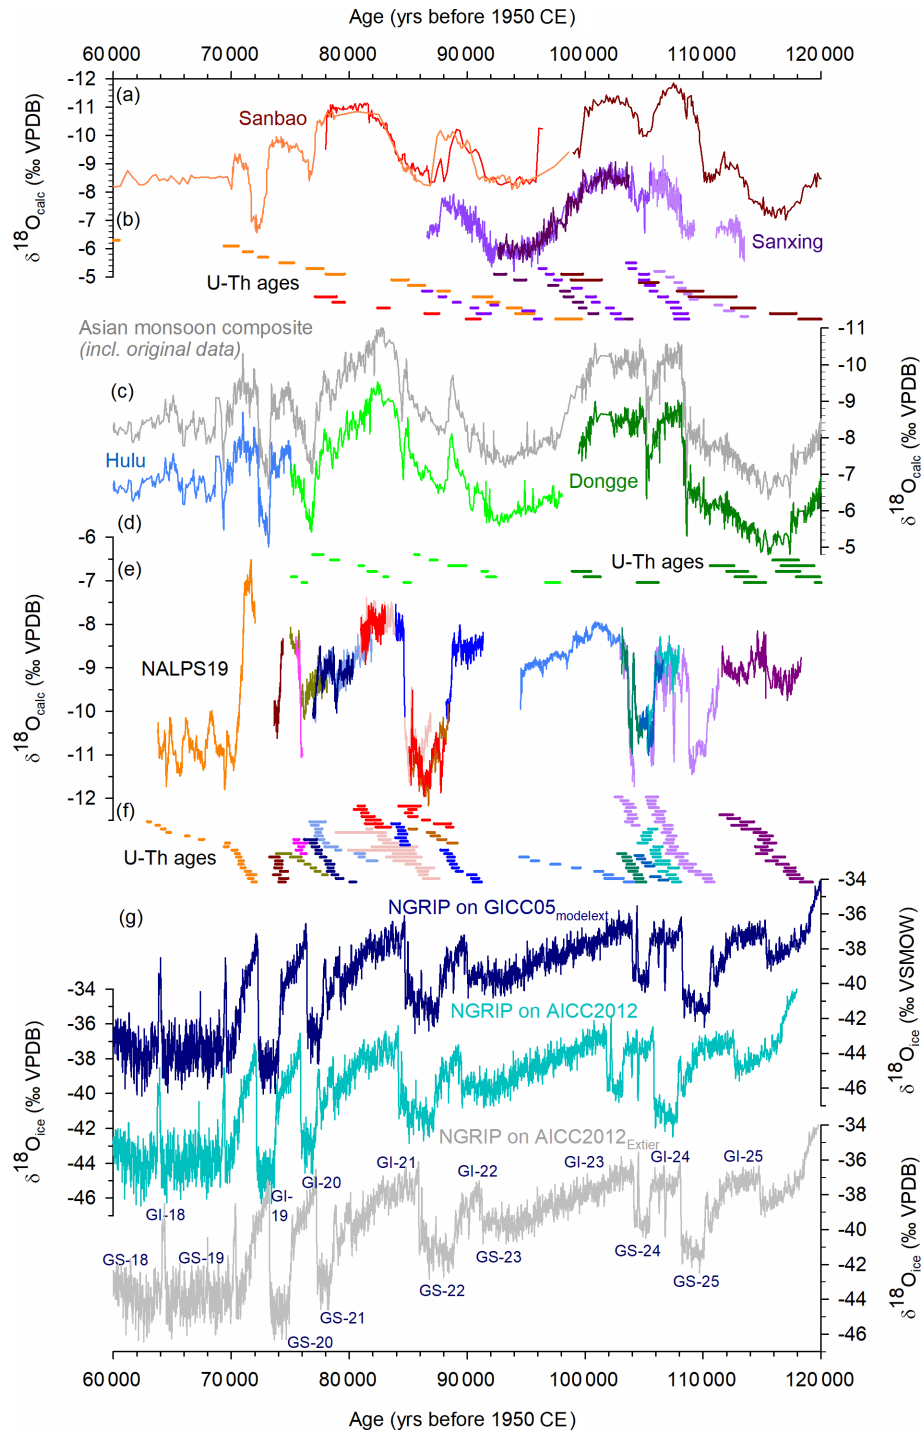 Age (yrs before 1950 CE)
60 000 70 000 80 000 90 000 100 000 110 000 120 000
-12
(a)
-11
Sanbao
-10
-9
-8
(b)
-7
Sanxing
-6
-5
δ18Ocalc (‰ VPDB)
U-Th ages
Asian monsoon composite
(incl. original data)
-11
-10
(c)
-9
-8
Hulu
-7
Dongge
-6
(d)
-5
δ18Ocalc (‰ VPDB)
-6
(e)
U-Th ages
-7
-8
NALPS19
-9
-10
-11
-12
δ18Ocalc (‰ VPDB)
(f)
U-Th ages
-34
(g)
NGRIP on GICC05modelext
-36
-38
-40
-42
-44
-46
δ18Oice (‰ VSMOW)
-34
NGRIP on AICC2012
-36
-38
-40
-42
-44
-46
δ18Oice (‰ VPDB)
NGRIP on AICC2012Extier
-34
GI-21 GI-22 GI-23 GI-24 GI-25
-36
GI-20
GI-
19
-38
GI-18
-40
GS-18 GS-19 GS-23 GS-24
GS-22 GS-25
-42
GS-21
-44
GS-20
-46
δ18Oice (‰ VPDB)
60 000 70 000 80 000 90 000 100 000 110 000 120 000
Age (yrs before 1950 CE)